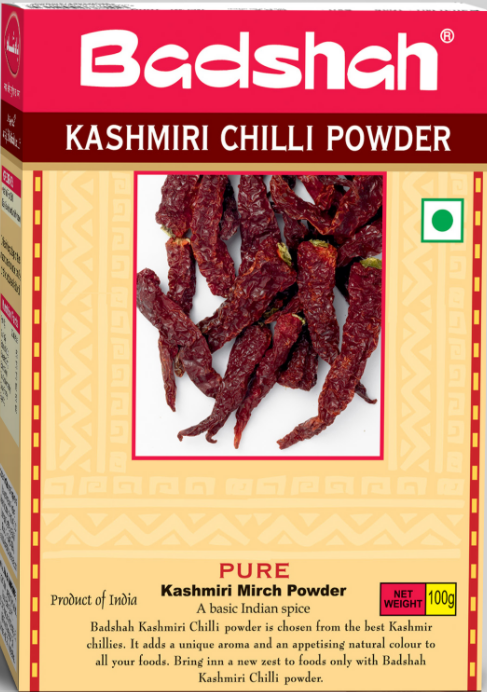 Badshah®
KASHMIRI CHILLI POWDER
PURE
Kashmiri Mirch Powder
A basic Indian spice
Product of India
NET
WEIGHT
100g
Badshah Kashmiri Chilli powder is chosen from the best Kashmir
chillies. It adds a unique aroma and an appetising natural colour to
all your foods. Bring inn a new zest to foods only with Badshah
Kashmiri Chilli powder.